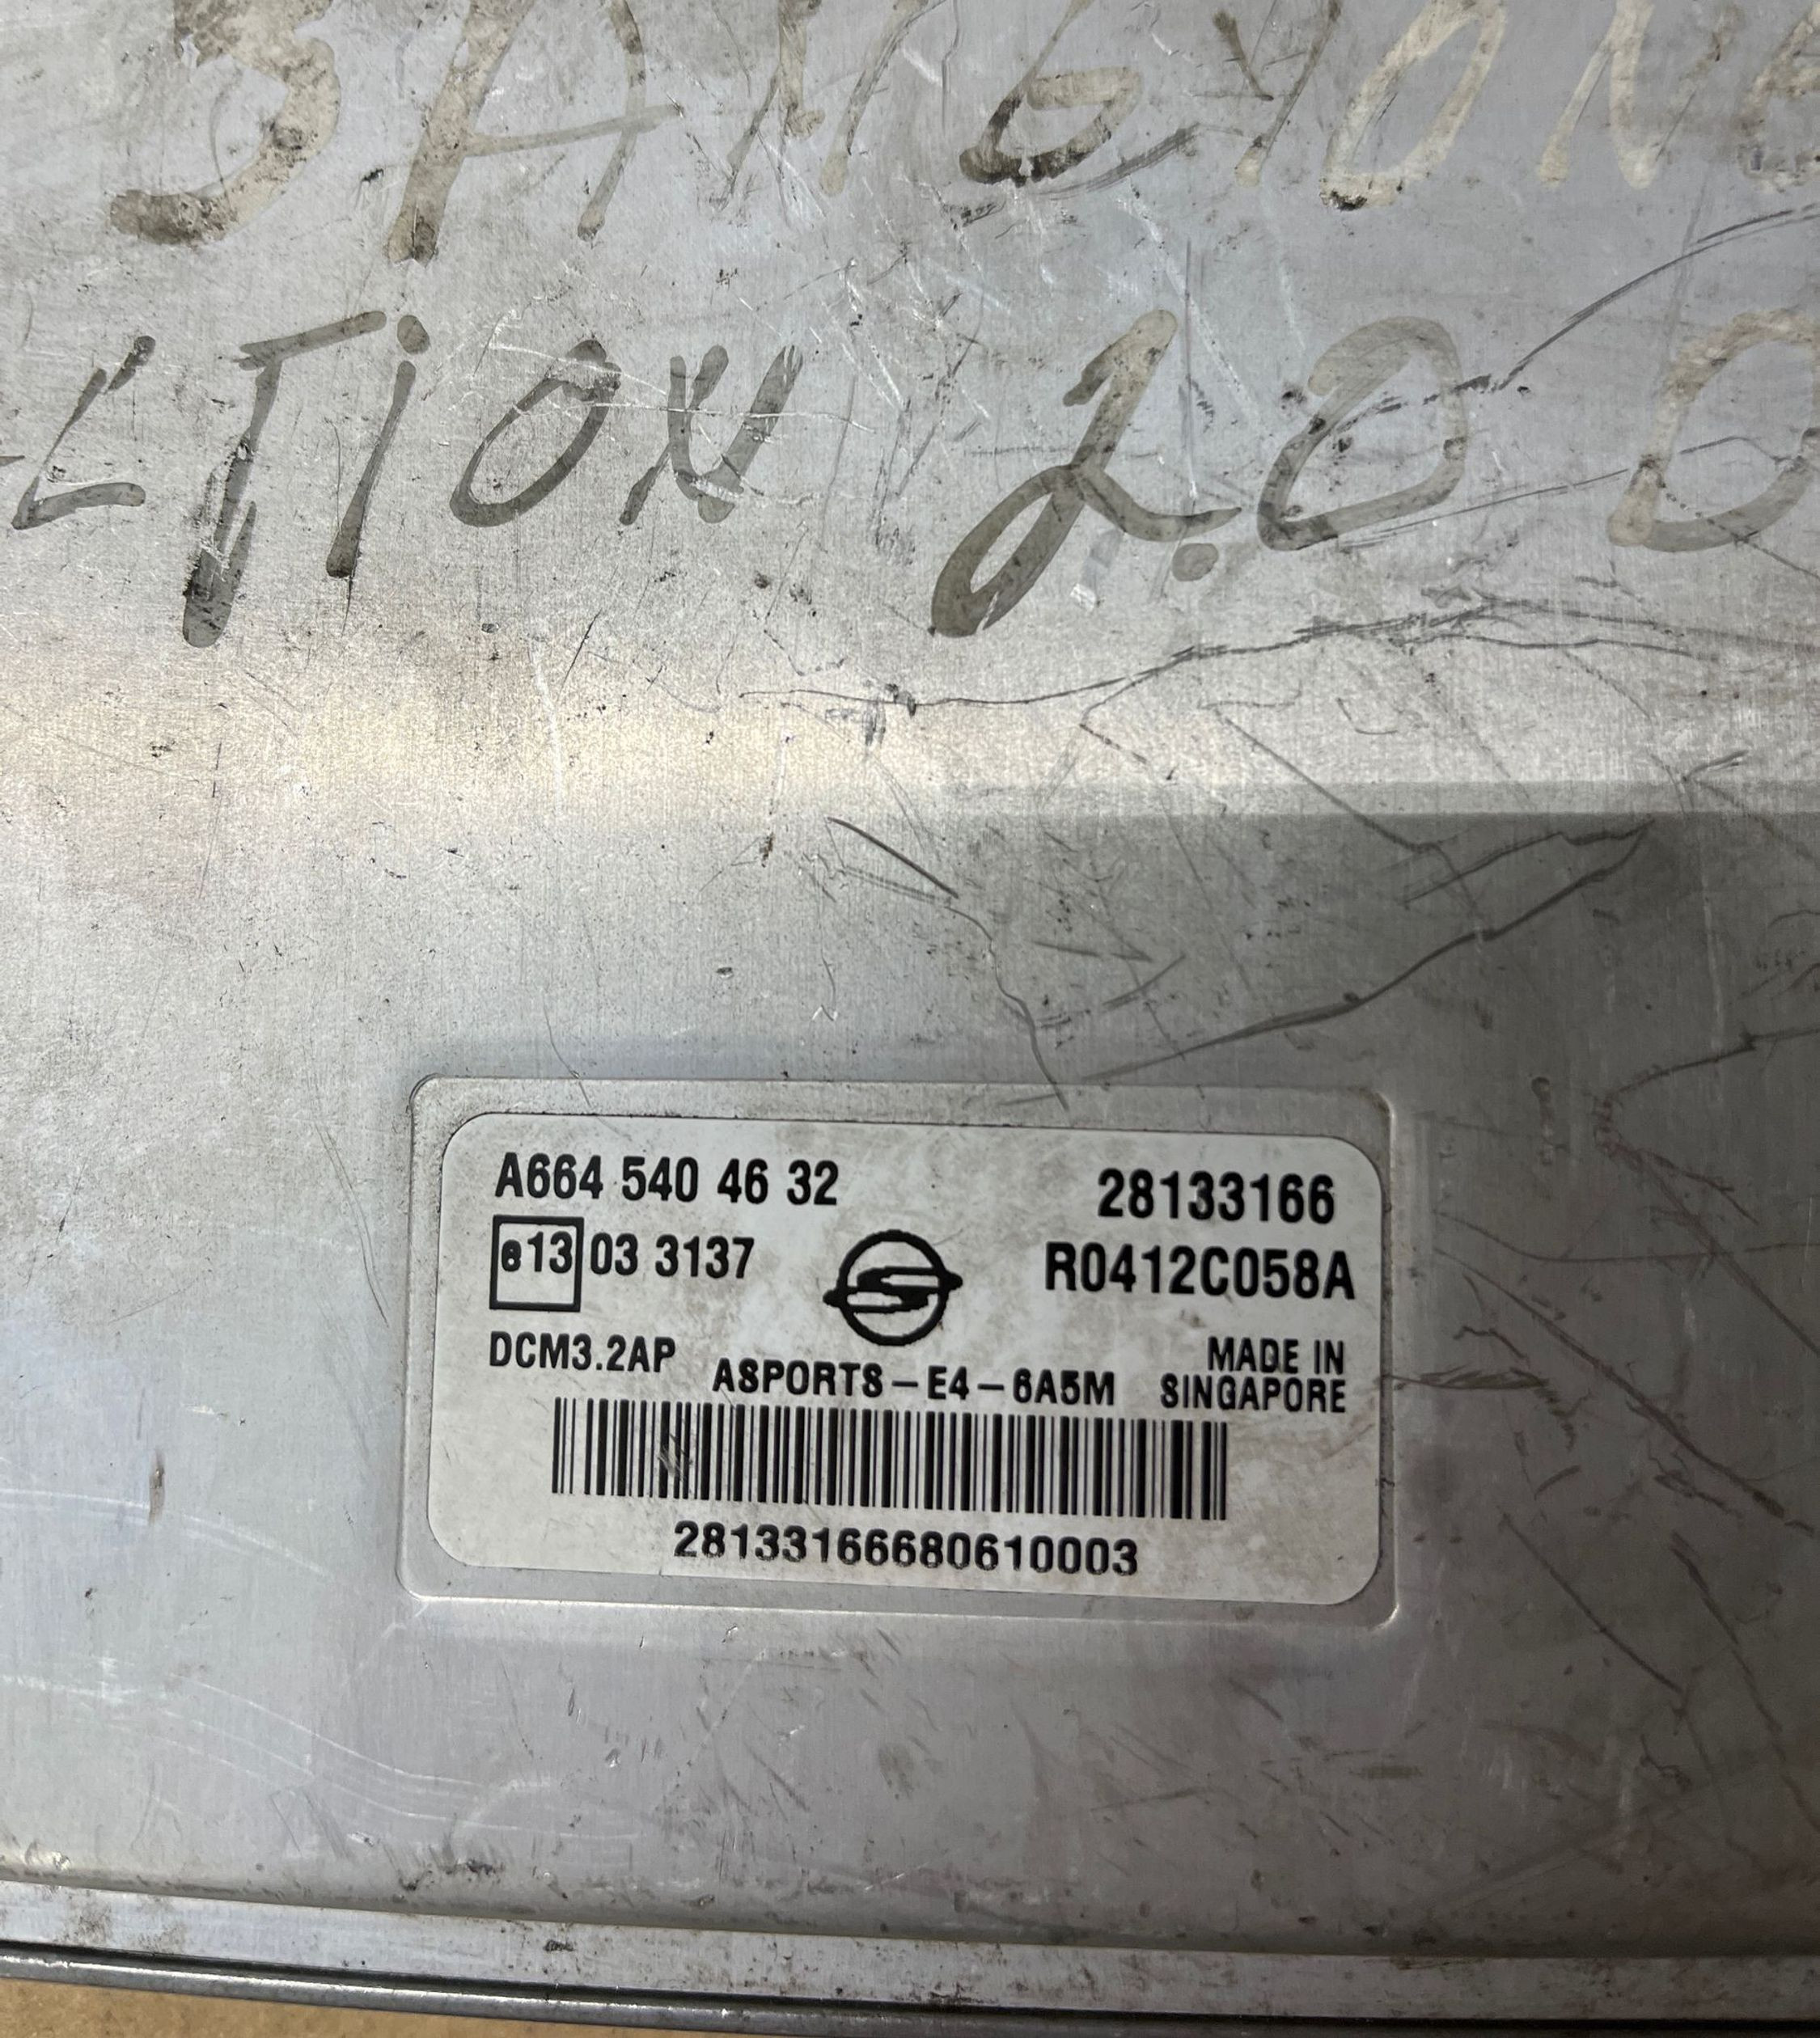 SANGYONG
CTiON 2.0 D
A664 540 46 32
28133166
e13 03 3137
R0412C058A
DCM3.2AP
ASPORTS-E4-6A5M
MADE IN
SINGAPORE
28133166680610003